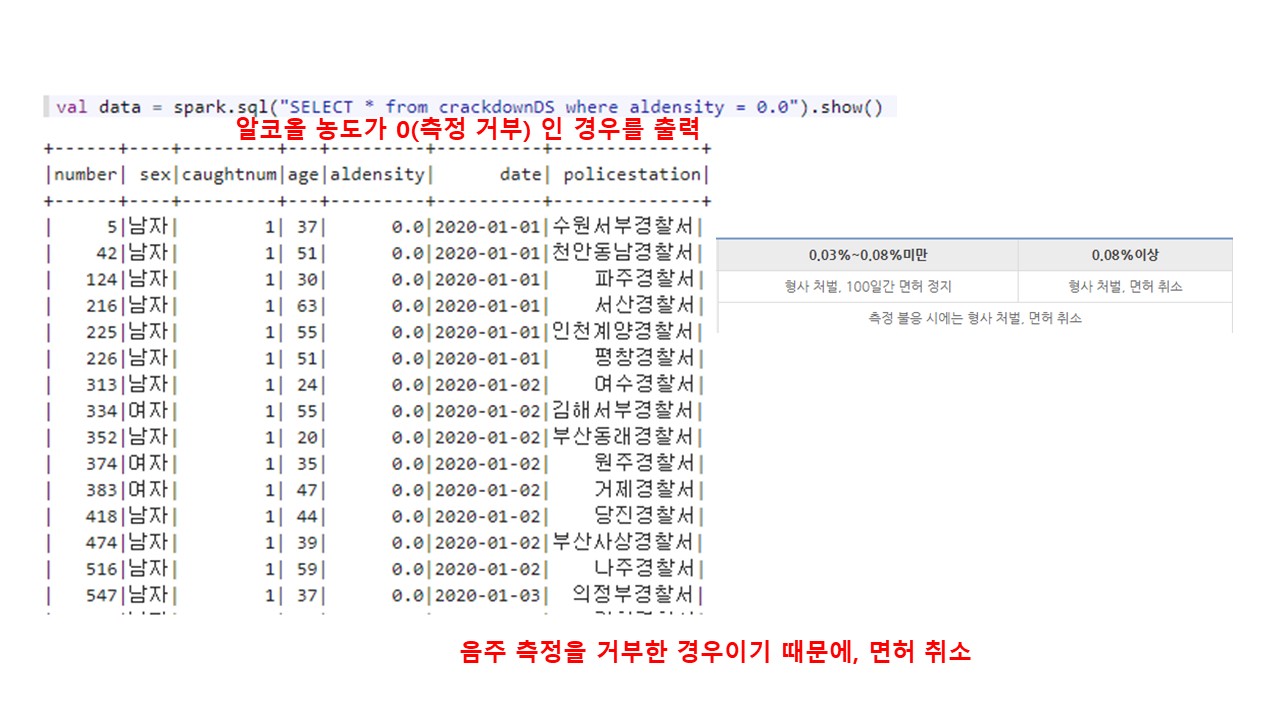 val data = spark.sql("SELECT * from crackdownDS where aldensity = 0.0").show()
알코올 농도가 0(측정 거부) 인 경우를 출력
+------+----+---------+---+---------+----------+-------------+
|number| sex|caughtnum|age|aldensity| date| policestation|
+------+----+---------+---+---------+----------+-------------+
| 5|남자| 1| 37| 0.0|2020-01-01|수원서부경찰서|
| 42|남자| 1| 51| 0.0|2020-01-01|천안동남경찰서|
| 124|남자| 1| 30| 0.0|2020-01-01| 파주경찰서|
| 216|남자| 1| 63| 0.0|2020-01-01| 서산경찰서|
| 225|남자| 1| 55| 0.0|2020-01-01|인천계양경찰서|
| 226|남자| 1| 51| 0.0|2020-01-01| 평창경찰서|
| 313|남자| 1| 24| 0.0|2020-01-02| 여수경찰서|
| 334|여자| 1| 55| 0.0|2020-01-02|김해서부경찰서|
| 352|남자| 1| 20| 0.0|2020-01-02|부산동래경찰서|
| 374|여자| 1| 35| 0.0|2020-01-02| 원주경찰서|
| 383|여자| 1| 47| 0.0|2020-01-02| 거제경찰서|
| 418|남자| 1| 44| 0.0|2020-01-02| 당진경찰서|
| 474|남자| 1| 39| 0.0|2020-01-02|부산사상경찰서|
| 516|남자| 1| 59| 0.0|2020-01-02| 나주경찰서|
| 547|남자| 1| 37| 0.0|2020-01-03| 의정부경찰서|
0.03%~0.08%미만 0.08%이상
형사 처벌, 100일간 면허 정지 형사 처벌, 면허 취소
측정 불응 시에는 형사 처벌, 면허 취소
음주 측정을 거부한 경우이기 때문에, 면허 취소